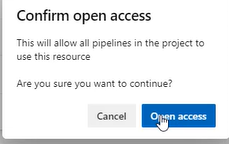 Confirm open access
This will allow all pipelines in the project to
use this resource
Are you sure you want to continue?
Cancel Open access